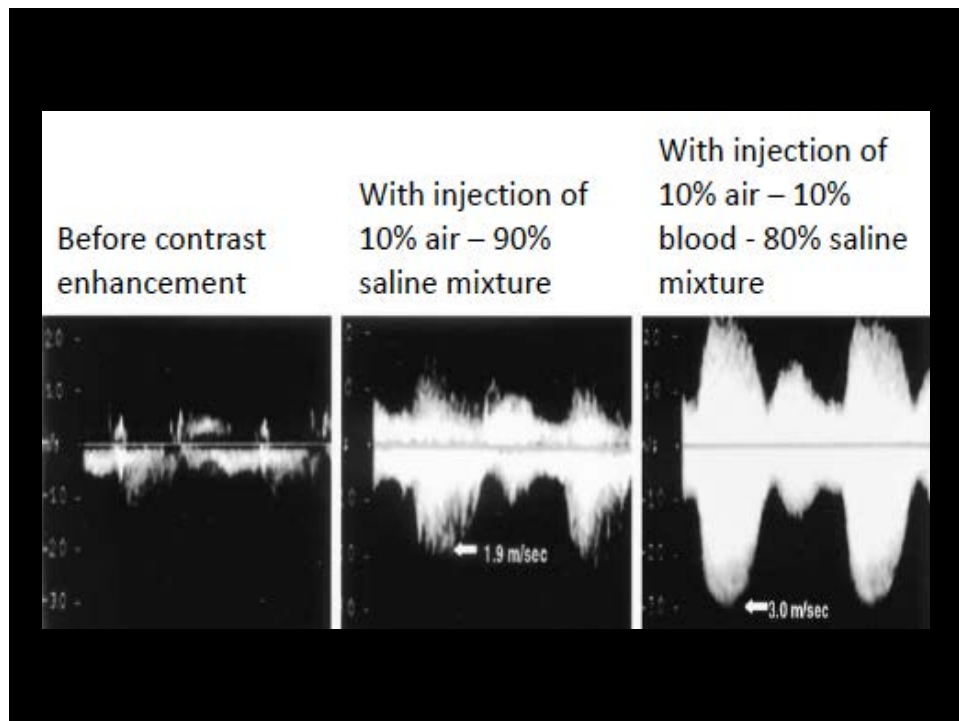 Before contrast
enhancement
With injection of
10% air – 90%
saline mixture
With injection of
10% air – 10%
blood - 80% saline
mixture
1.9 m/sec
3.0 m/sec